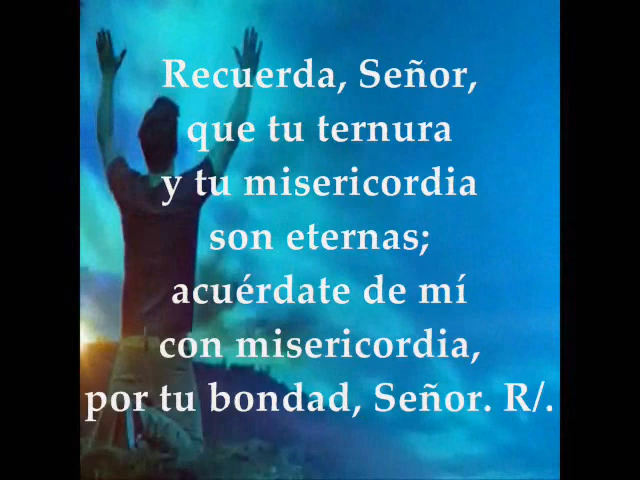 Recuerda, Señor,
que tu ternura
y tu misericordia
son eternas;
acuérdate de mí
con misericordia,
por tu bondad, Señor. R/.